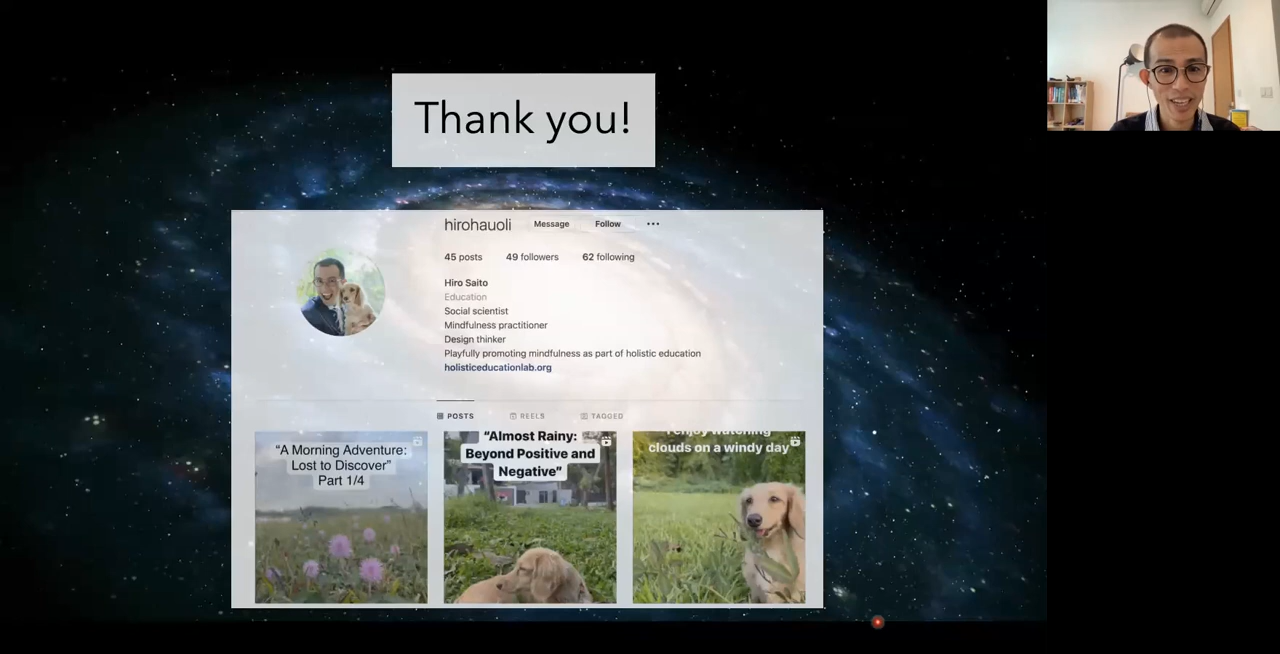 Thank you!
hirohauoli Message Follow
45 posts 49 followers 62 following
Hiro Saito
Education
Social scientist
Mindfulness practitioner
Design thinker
Playfully promoting mindfulness as part of holistic education
holisticeducationlab.org
POSTS REELS TAGGED
“A Morning Adventure:
Lost to Discover”
Part 1/4
“Almost Rainy:
Beyond Positive and
Negative”
I enjoy watching
clouds on a windy day”